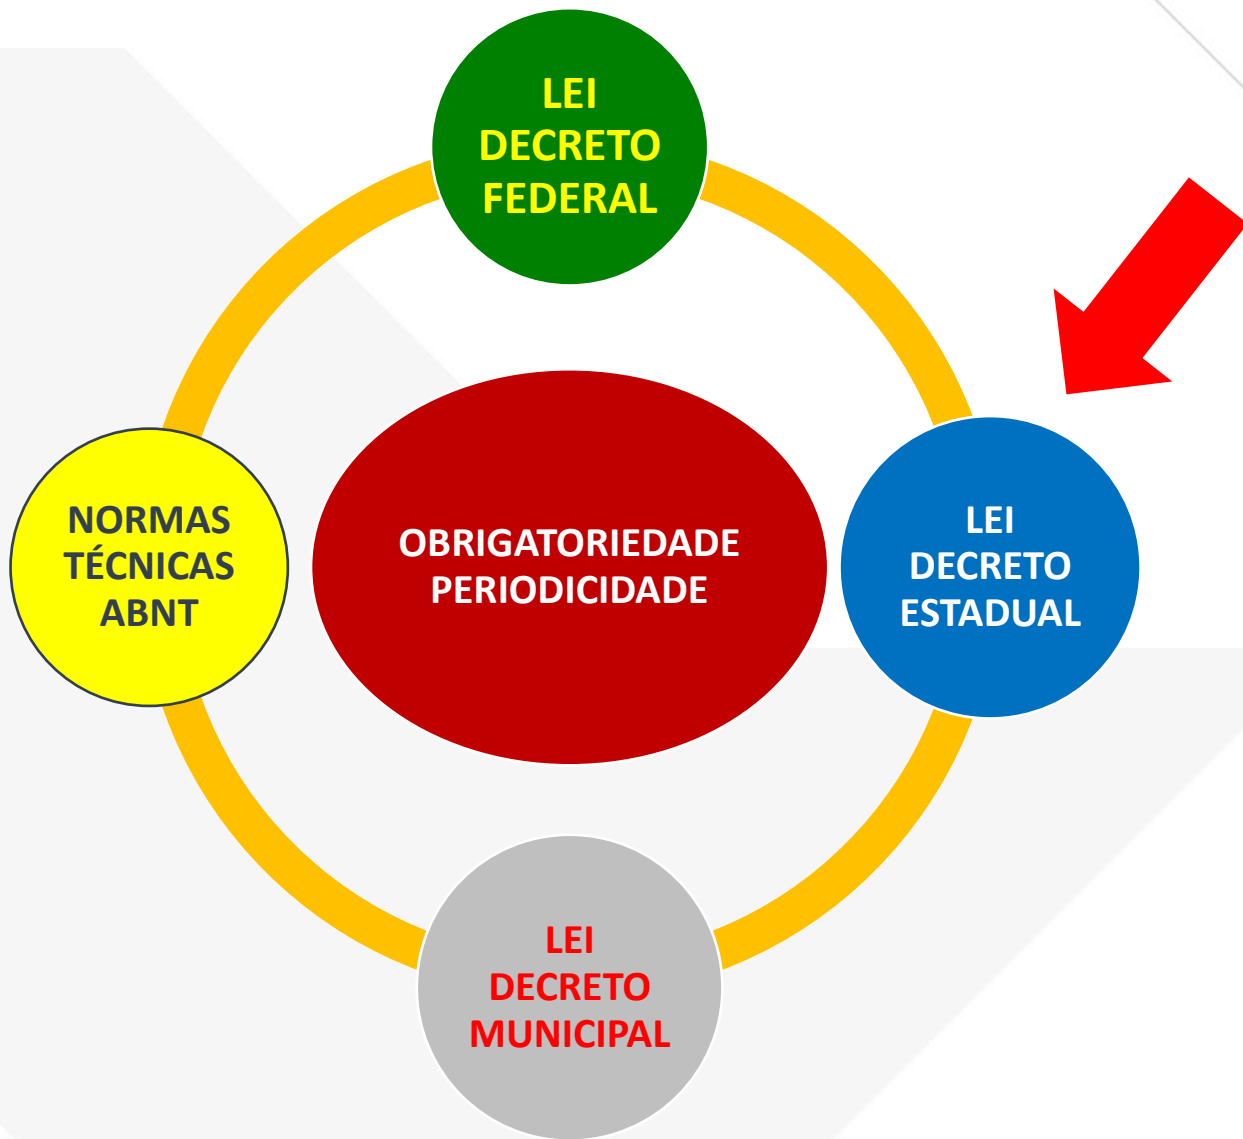 LEI
DECRETO
FEDERAL
NORMAS
TÉCNICAS
ABNT
OBRIGATORIEDADE
PERIODICIDADE
LEI
DECRETO
ESTADUAL
LEI
DECRETO
MUNICIPAL